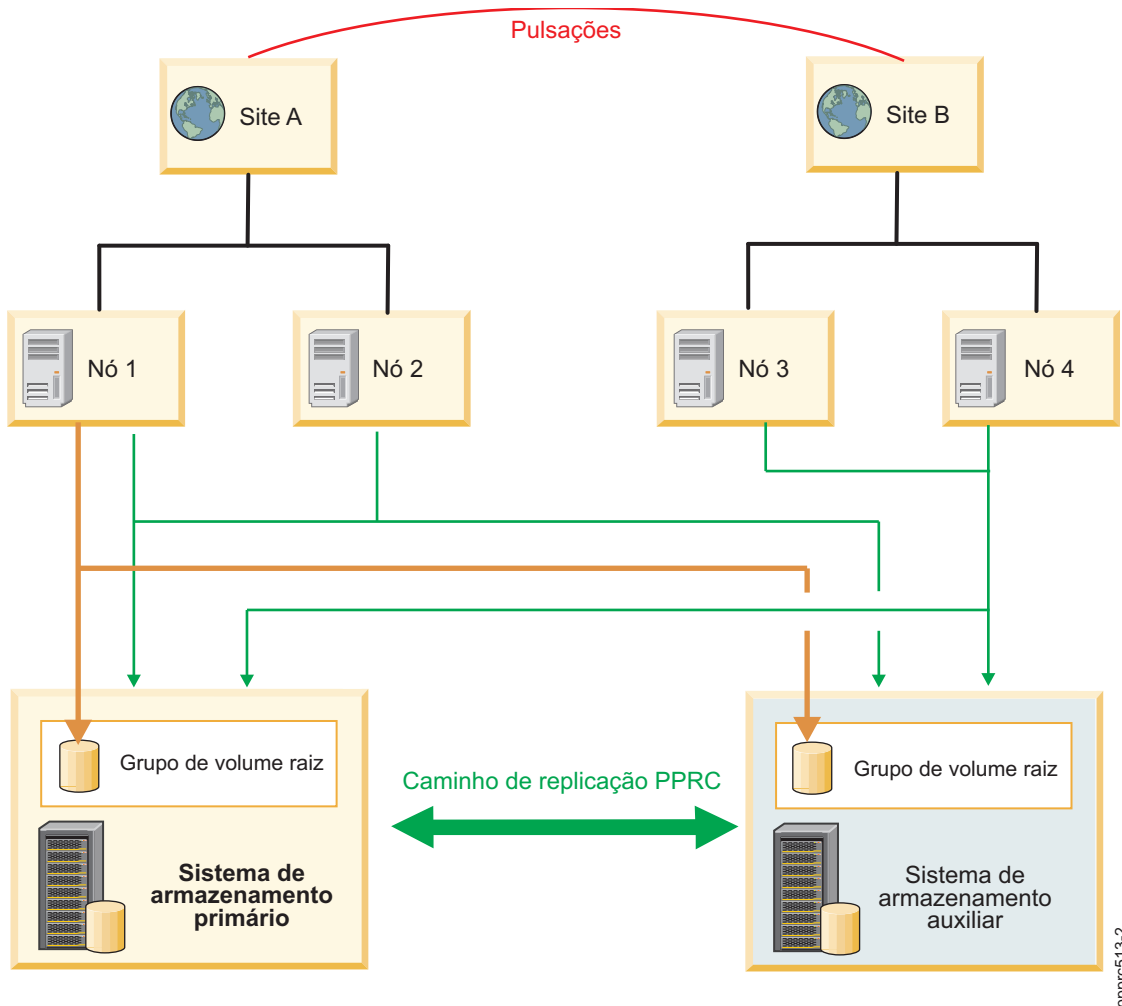 Pulsações
Site A
Site B
Nó 1
Nó 2
Nó 3
Nó 4
Grupo de volume raiz
Grupo de volume raiz
Caminho de replicação PPRC
Sistema de
armazenamento
primário
Sistema de
armazenamento
auxiliar